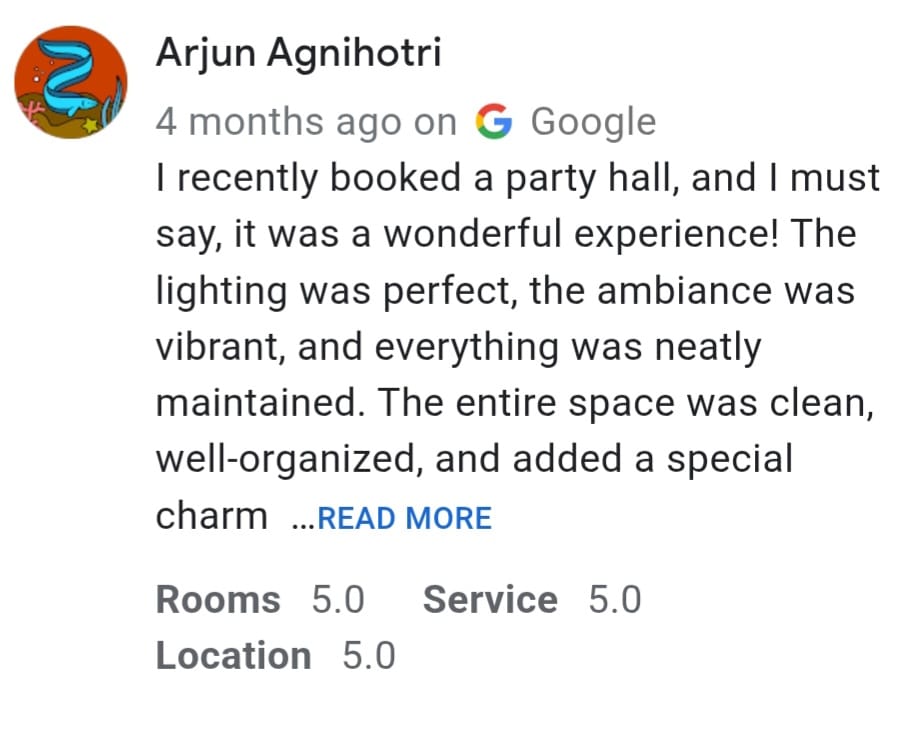 Arjun Agnihotri
4 months ago on Google
I recently booked a party hall, and I must
say, it was a wonderful experience! The
lighting was perfect, the ambiance was
vibrant, and everything was neatly
maintained. The entire space was clean,
well-organized, and added a special
charm ...READ MORE
Rooms 5.0 Service 5.0
Location 5.0